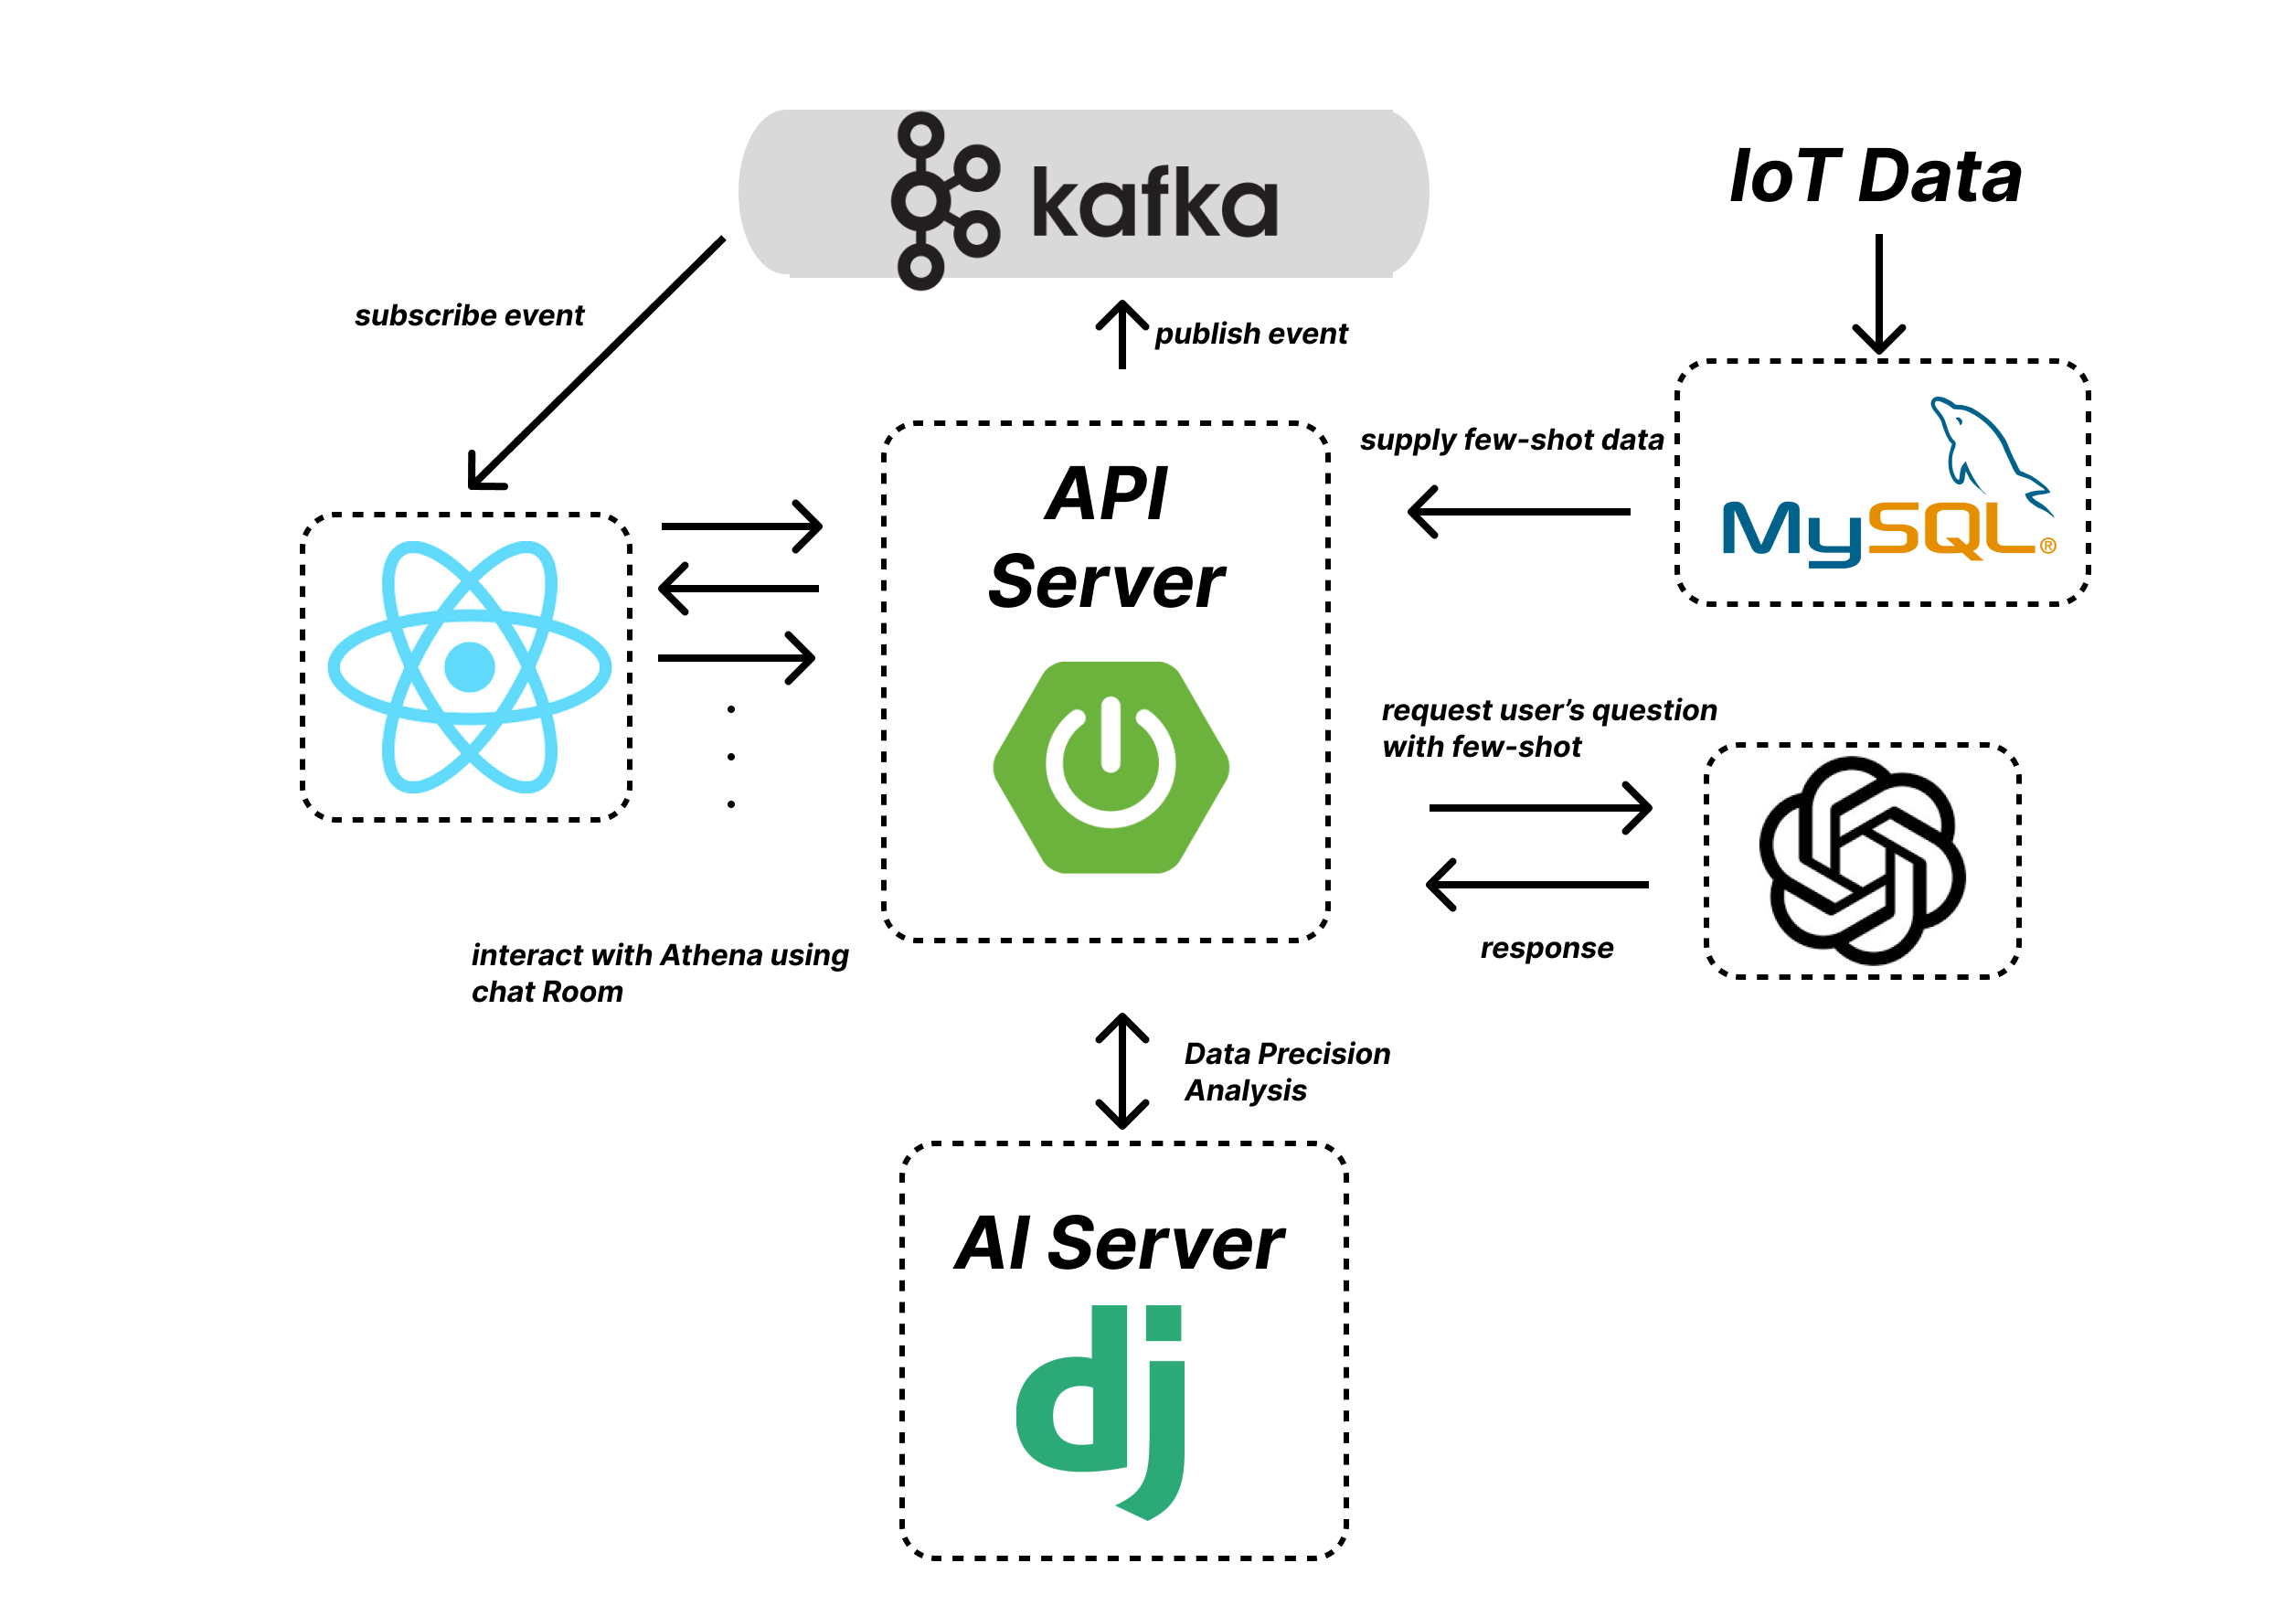 kafka
IoT Data
subscribe event
publish event
supply few-shot data
MySQL®
API
Server
request user’s question
with few-shot
response
interact with Athena using
chat Room
Data Precision
Analysis
AI Server
dj